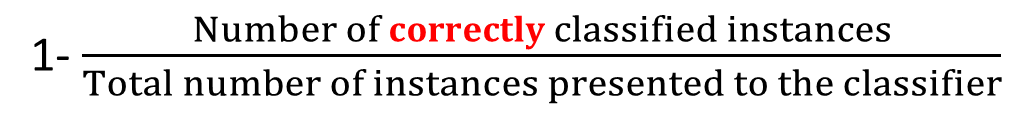 Number of correctly classified instances
1-
Total number of instances presented to the classifier